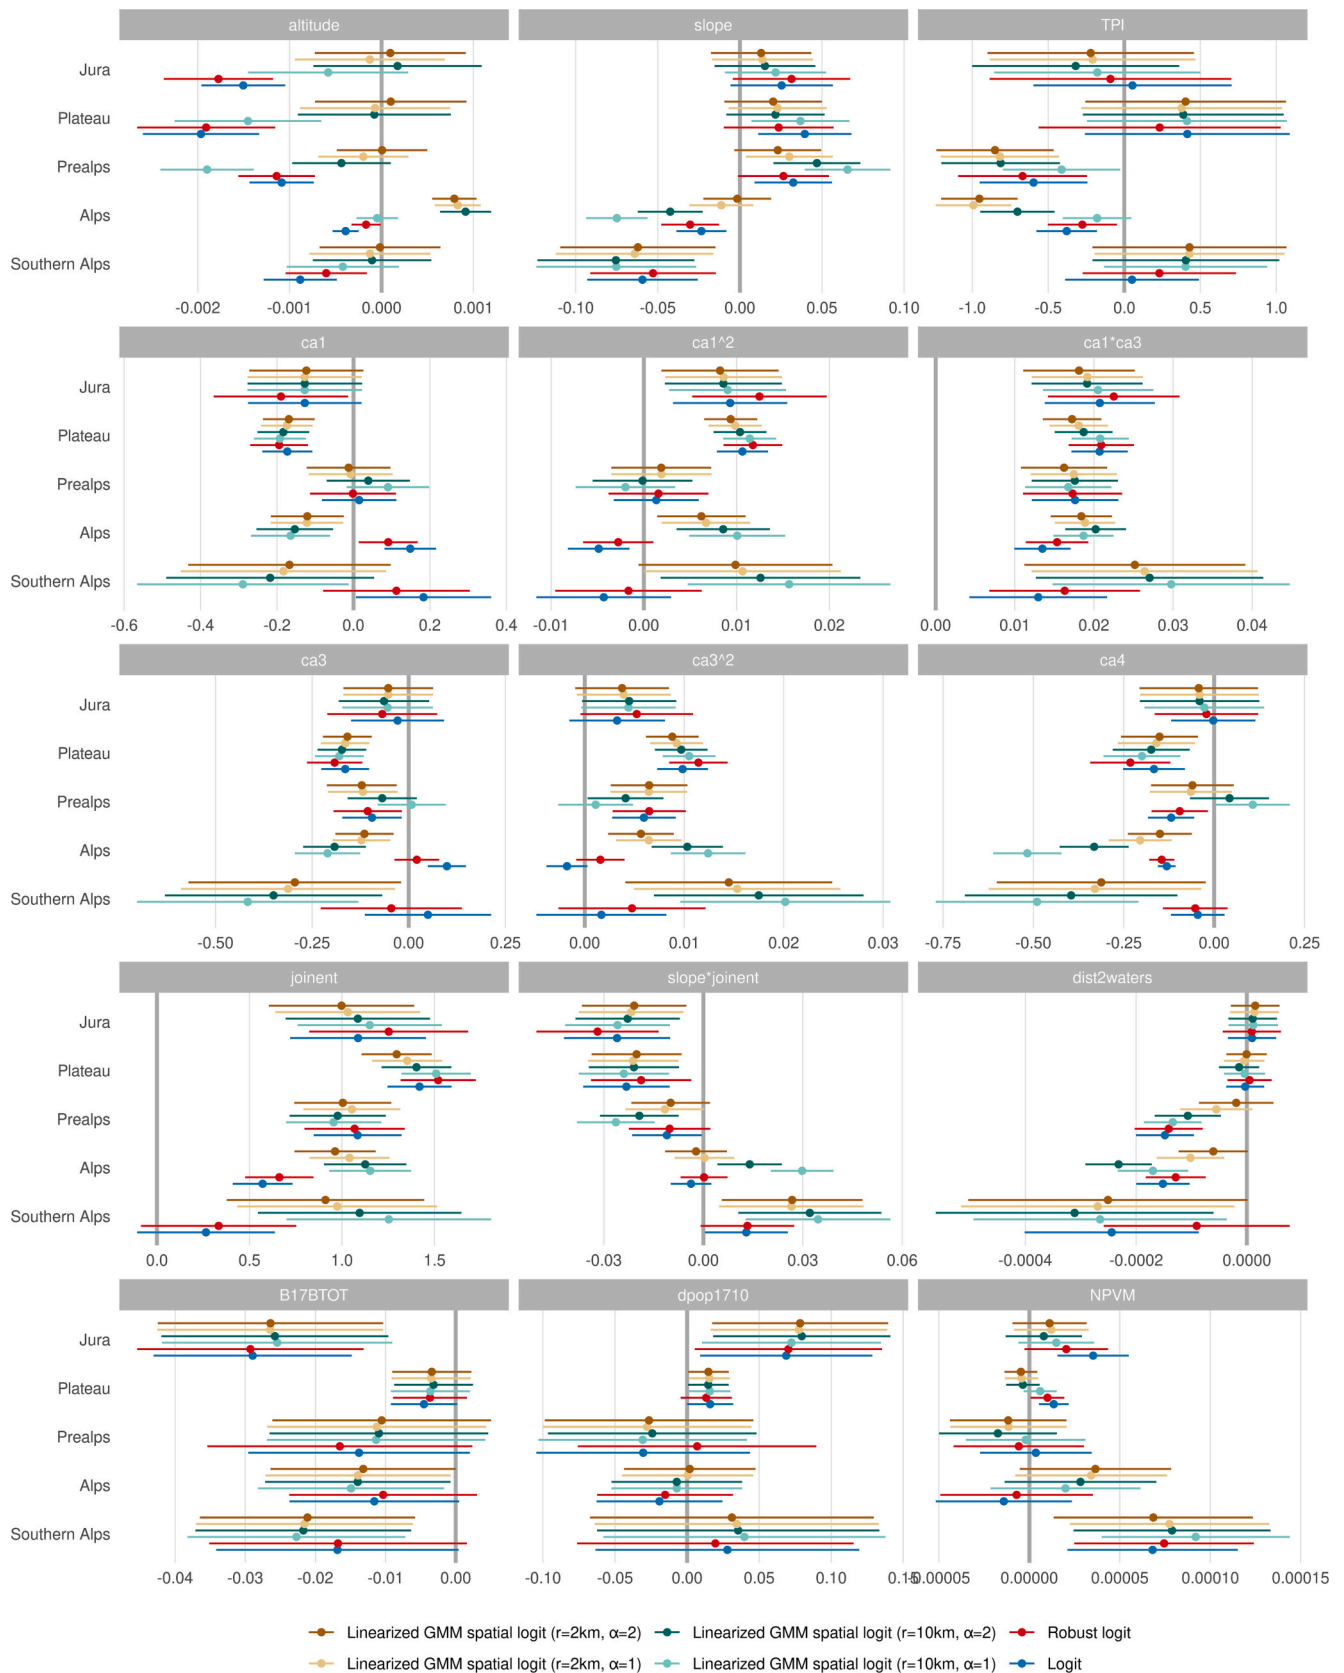 altitude slope TPI
Jura
Plateau
Prealps
Alps
Southern Alps
-0.002 -0.001 0.000 0.001 -0.10 -0.05 0.00 0.05 0.10 -1.0 -0.5 0.0 0.5 1.0
ca1 ca1^2 ca1*ca3
Jura
Plateau
Prealps
Alps
Southern Alps
-0.6 -0.4 -0.2 0.0 0.2 0.4 -0.01 0.00 0.01 0.02 0.00 0.01 0.02 0.03 0.04
ca3 ca3^2 ca4
Jura
Plateau
Prealps
Alps
Southern Alps
-0.50 -0.25 0.00 0.25 0.00 0.01 0.02 0.03 -0.75 -0.50 -0.25 0.00 0.25
joinent slope*joinent dist2waters
Jura
Plateau
Prealps
Alps
Southern Alps
0.0 0.5 1.0 1.5 -0.03 0.00 0.03 0.06 -0.0004 -0.0002 0.0000
B17BTOT dpop1710 NPVM
Jura
Plateau
Prealps
Alps
Southern Alps
-0.04 -0.03 -0.02 -0.01 0.00 -0.10 -0.05 0.00 0.05 0.10 0.00000 0.00005 0.00010 0.00015
Linearized GMM spatial logit (r=2km, α=2) Linearized GMM spatial logit (r=10km, α=2) Robust logit
Linearized GMM spatial logit (r=2km, α=1) Linearized GMM spatial logit (r=10km, α=1) Logit